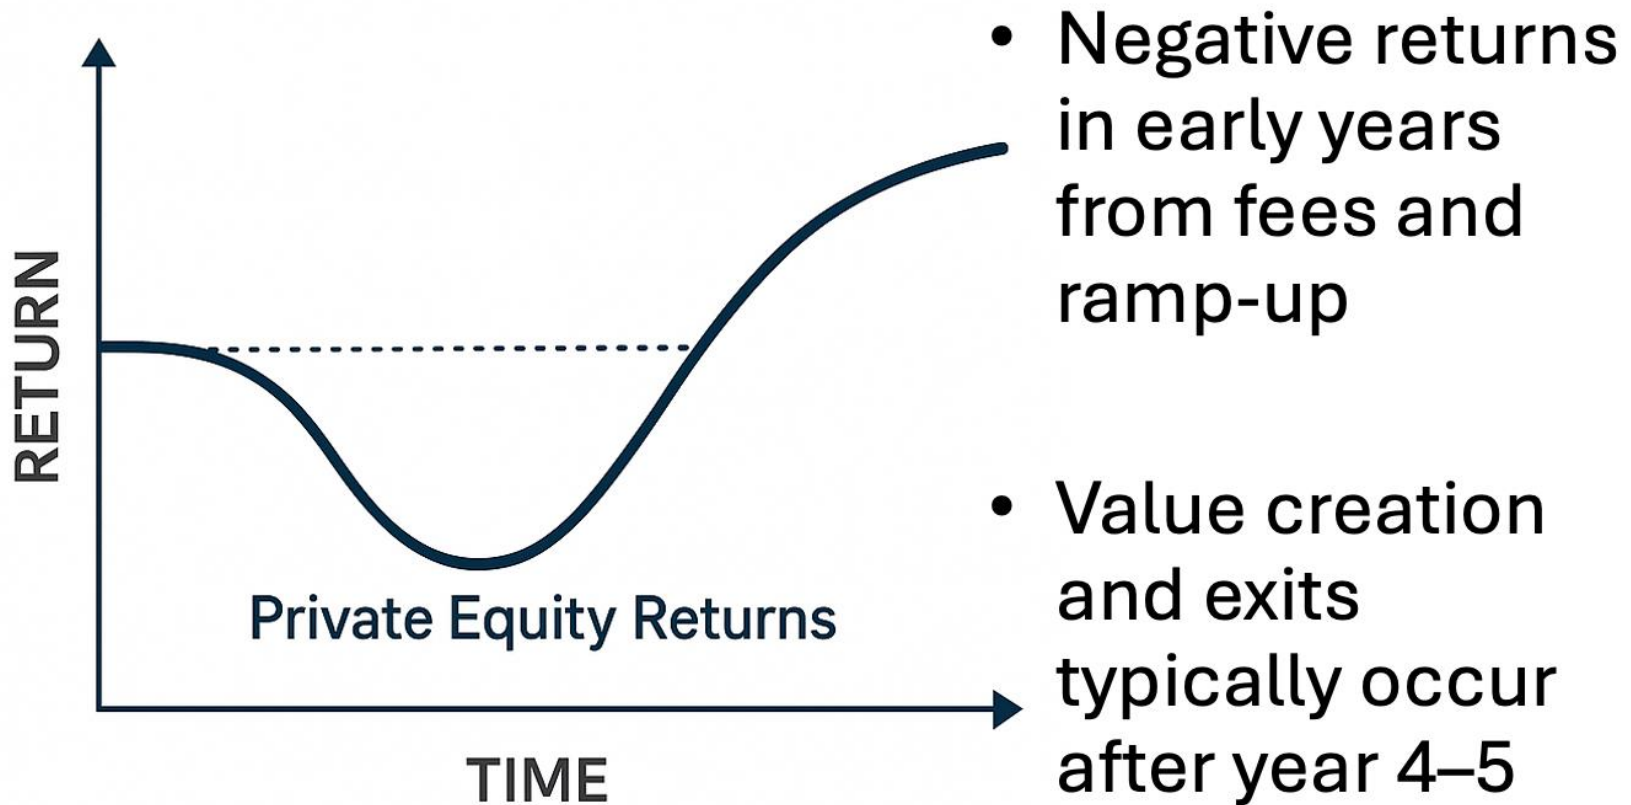 RETURN
Private Equity Returns
TIME
• Negative returns
in early years
from fees and
ramp-up
• Value creation
and exits
typically occur
after year 4–5